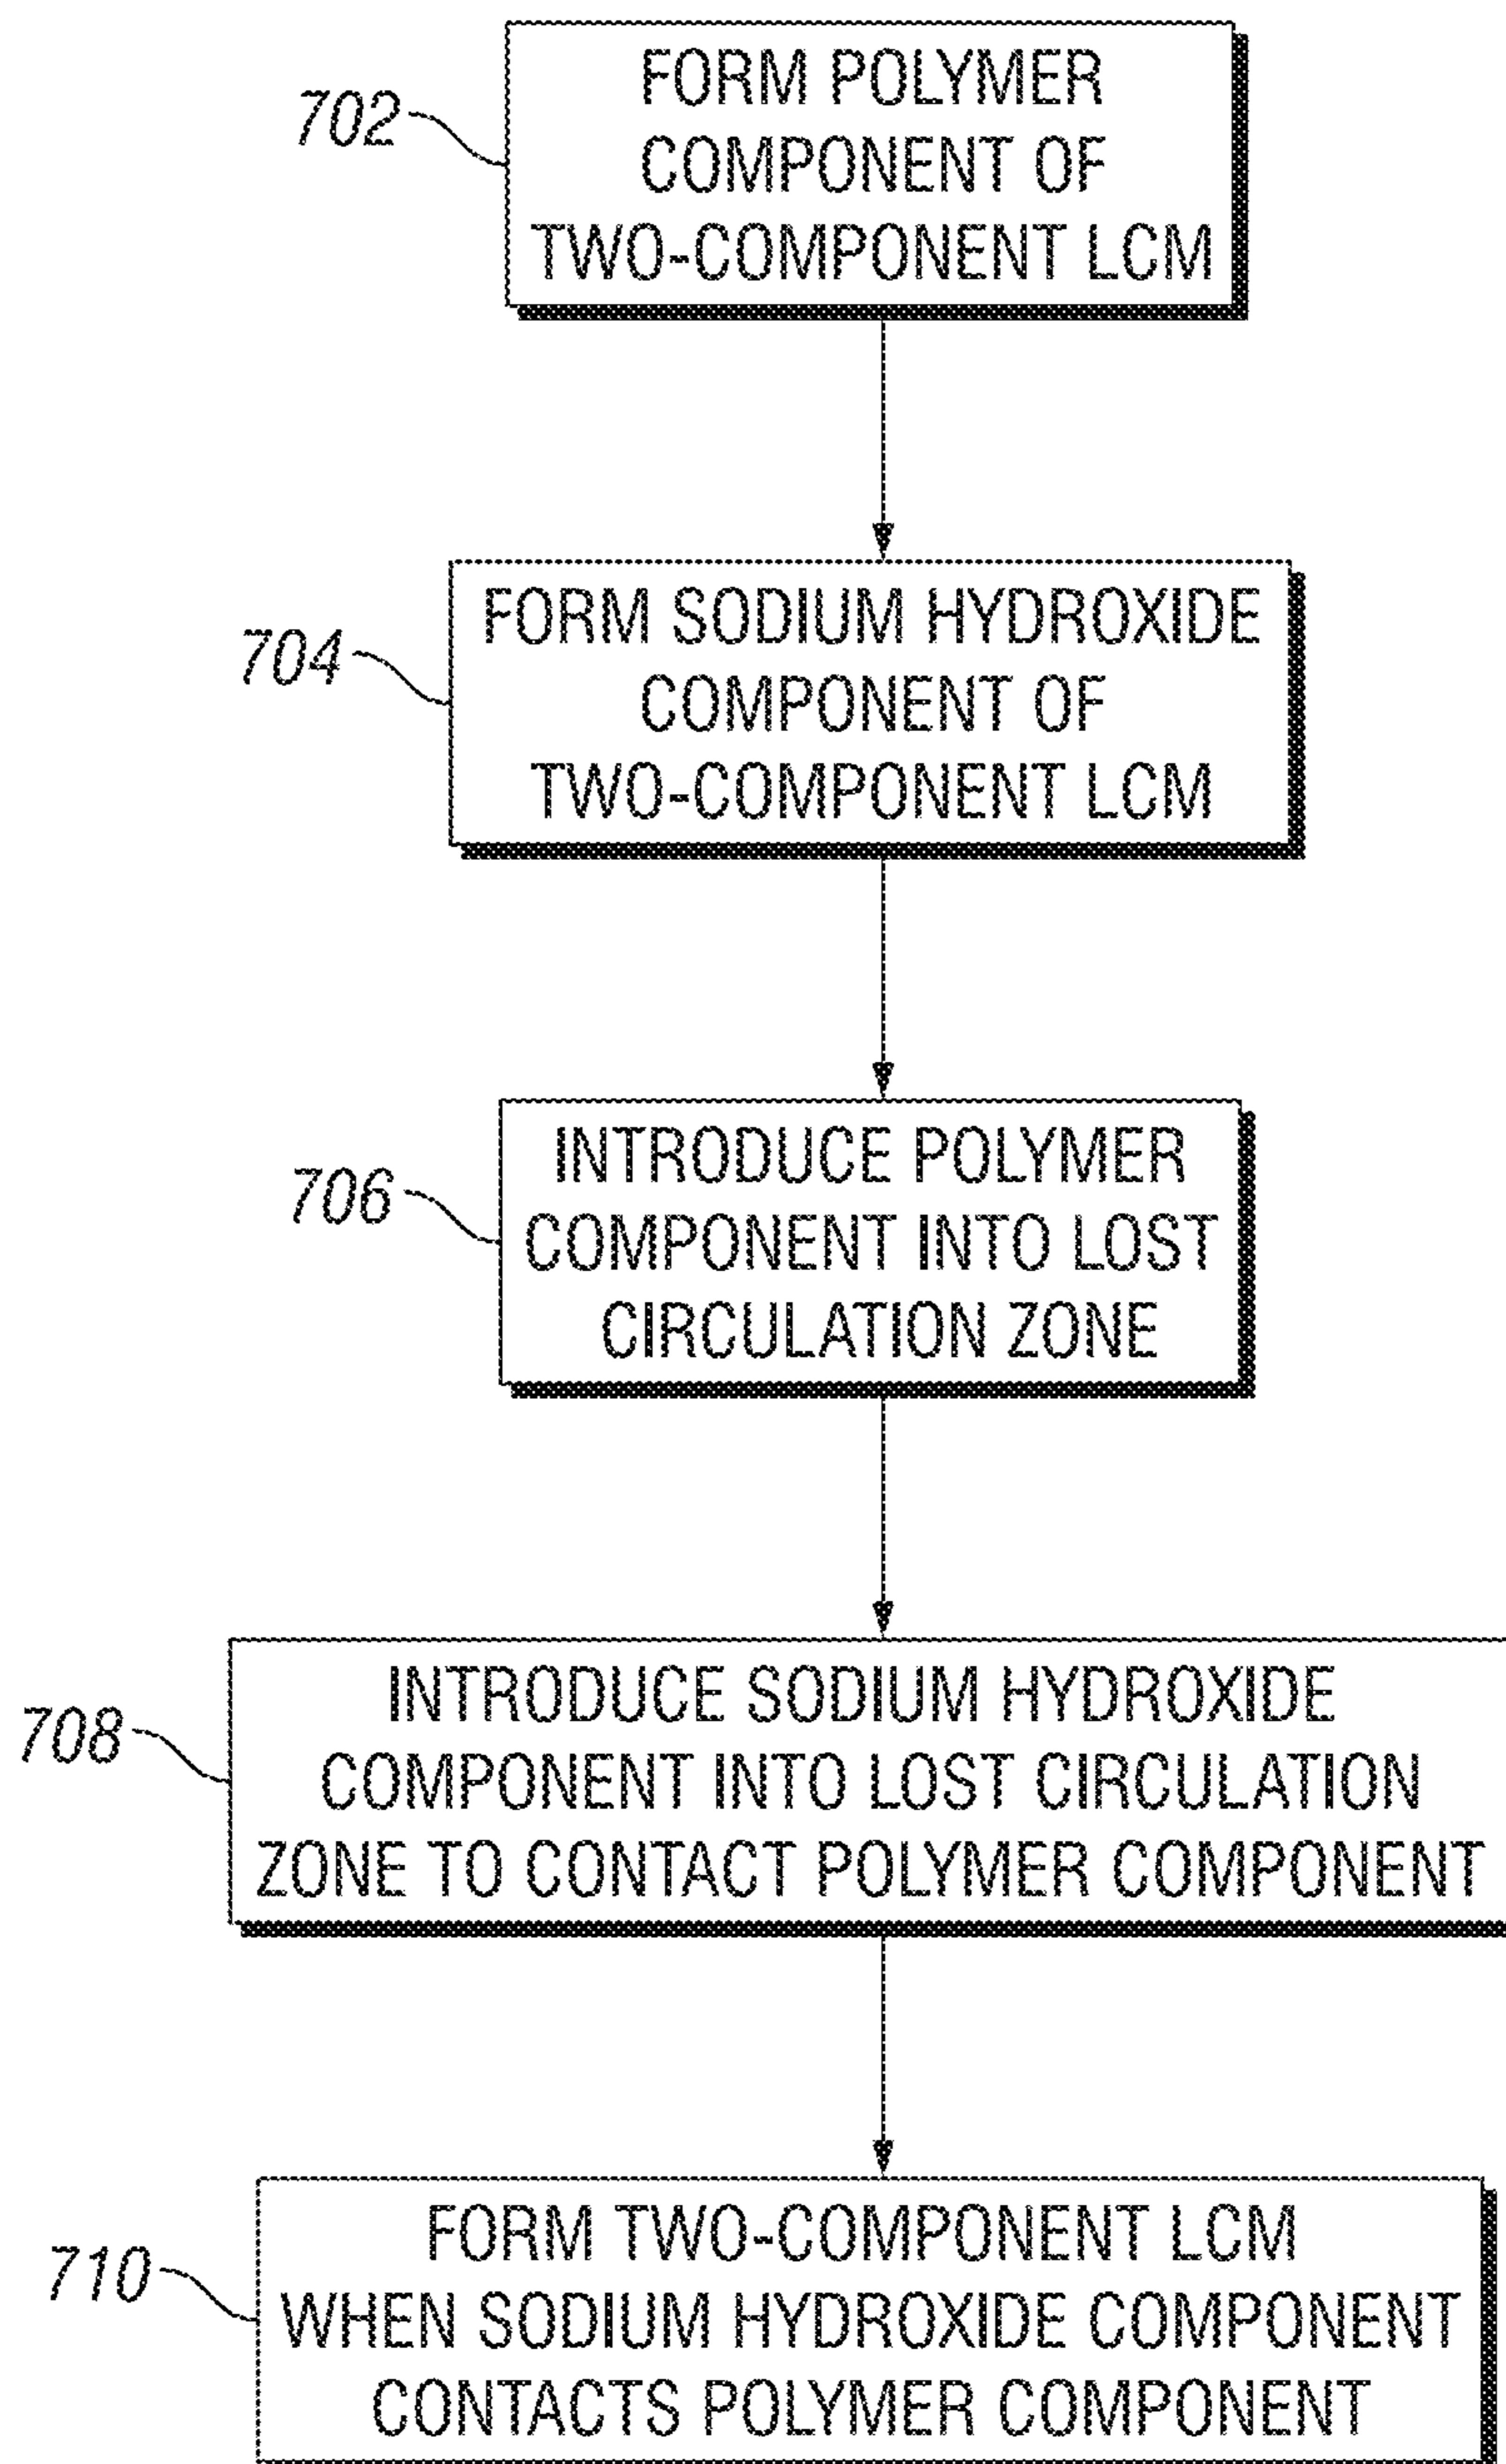 702
FORM POLYMER
COMPONENT OF
TWO-COMPONENT LCM
704
FORM SODIUM HYDROXIDE
COMPONENT OF
TWO-COMPONENT LCM
706
INTRODUCE POLYMER
COMPONENT INTO LOST
CIRCULATION ZONE
708
INTRODUCE SODIUM HYDROXIDE
COMPONENT INTO LOST CIRCULATION
ZONE TO CONTACT POLYMER COMPONENT
710
FORM TWO-COMPONENT LCM
WHEN SODIUM HYDROXIDE COMPONENT
CONTACTS POLYMER COMPONENT